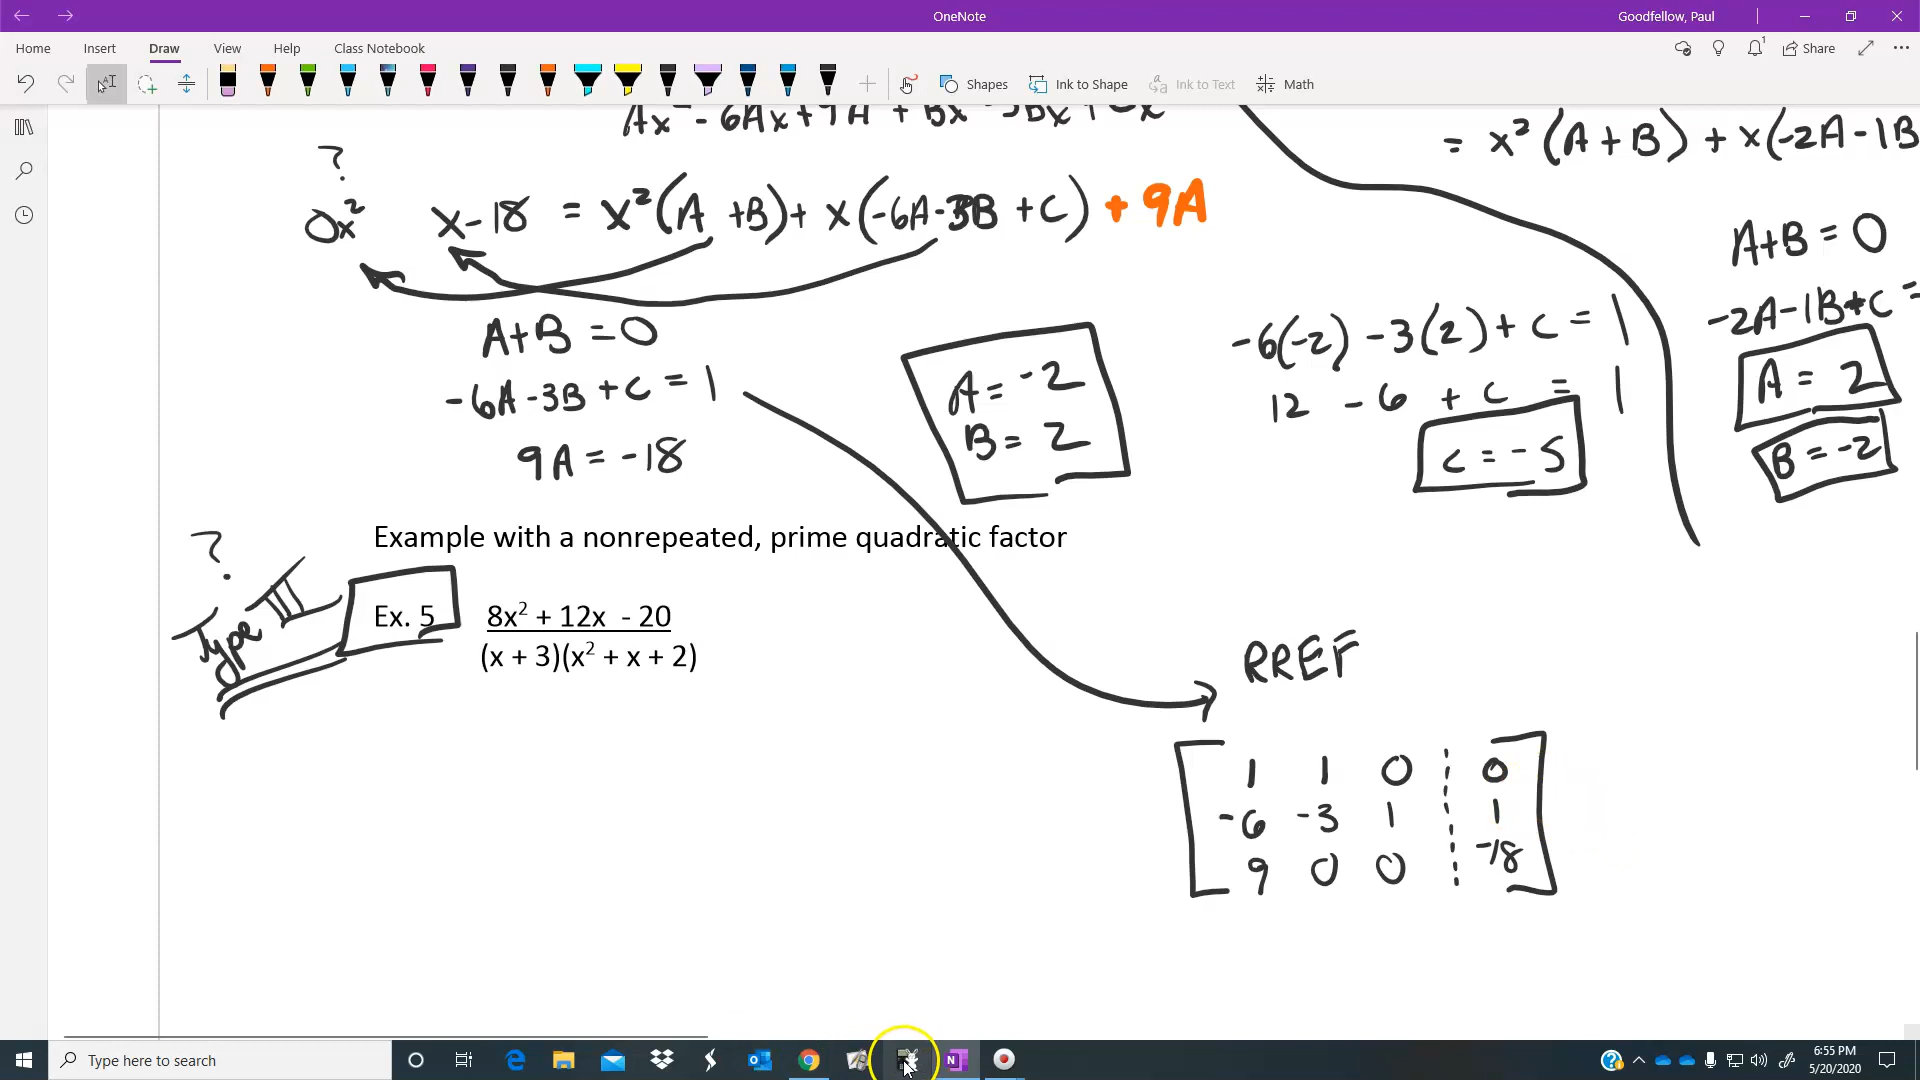 OneNote
Goodfellow, Paul
Home Insert Draw View Help Class Notebook
Share
Shapes Ink to Shape Ink to Text Math
= x² (A + B) + x(-2A-1B
?
0x² x-18 = x²(A +B)+ x(-6A-3B +C) + 9A
A+B = 0
-2A-1B+C =
A = 2
B = -2
A+B = 0
-6A-3B+C = 1
9A = -18
A = -2
B = 2
-6(-2) -3(2)+ C = 1
12 - 6 + C = 1
C = -5
Example with a nonrepeated, prime quadratic factor
?
Type III
Ex. 5 8x² + 12x - 20
(x + 3)(x² + x + 2)
RREF
1 1 0 0
-6 -3 1 1
9 0 0 -18
Type here to search
6:55 PM
5/20/2020